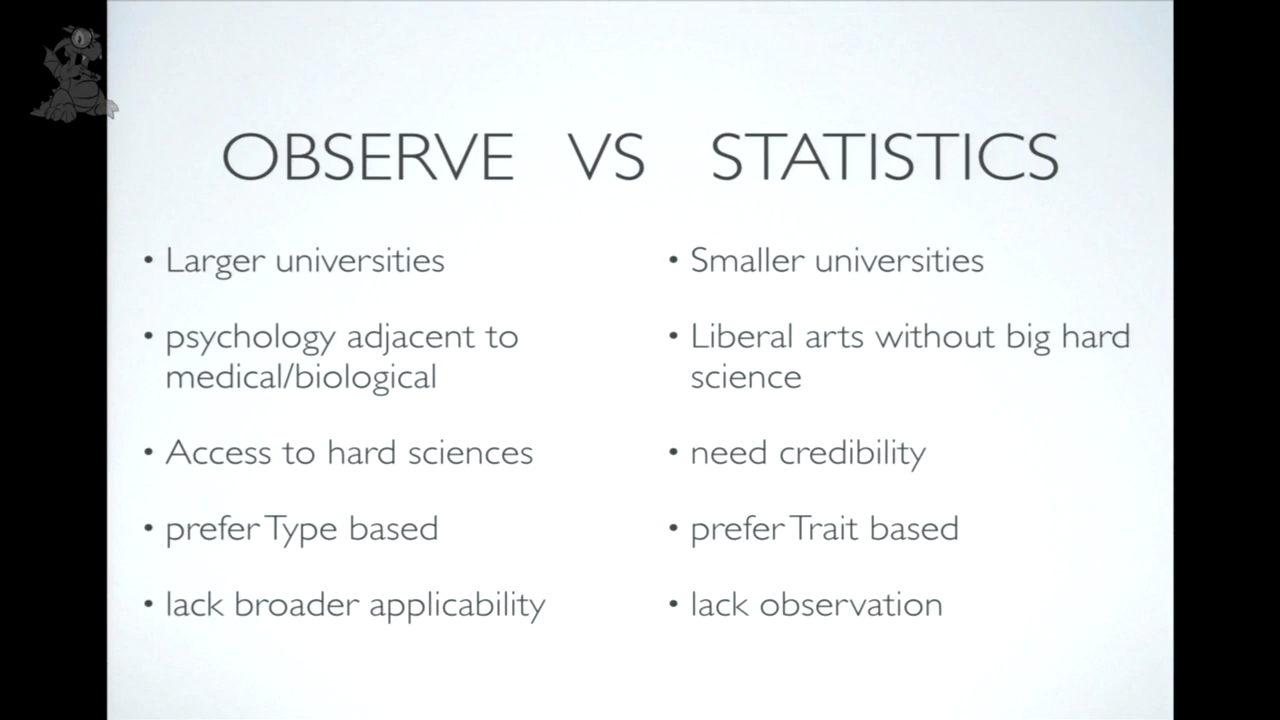 OBSERVE VS STATISTICS
• Larger universities
• psychology adjacent to
medical/biological
• Access to hard sciences
• prefer Type based
• lack broader applicability
• Smaller universities
• Liberal arts without big hard
science
• need credibility
• prefer Trait based
• lack observation